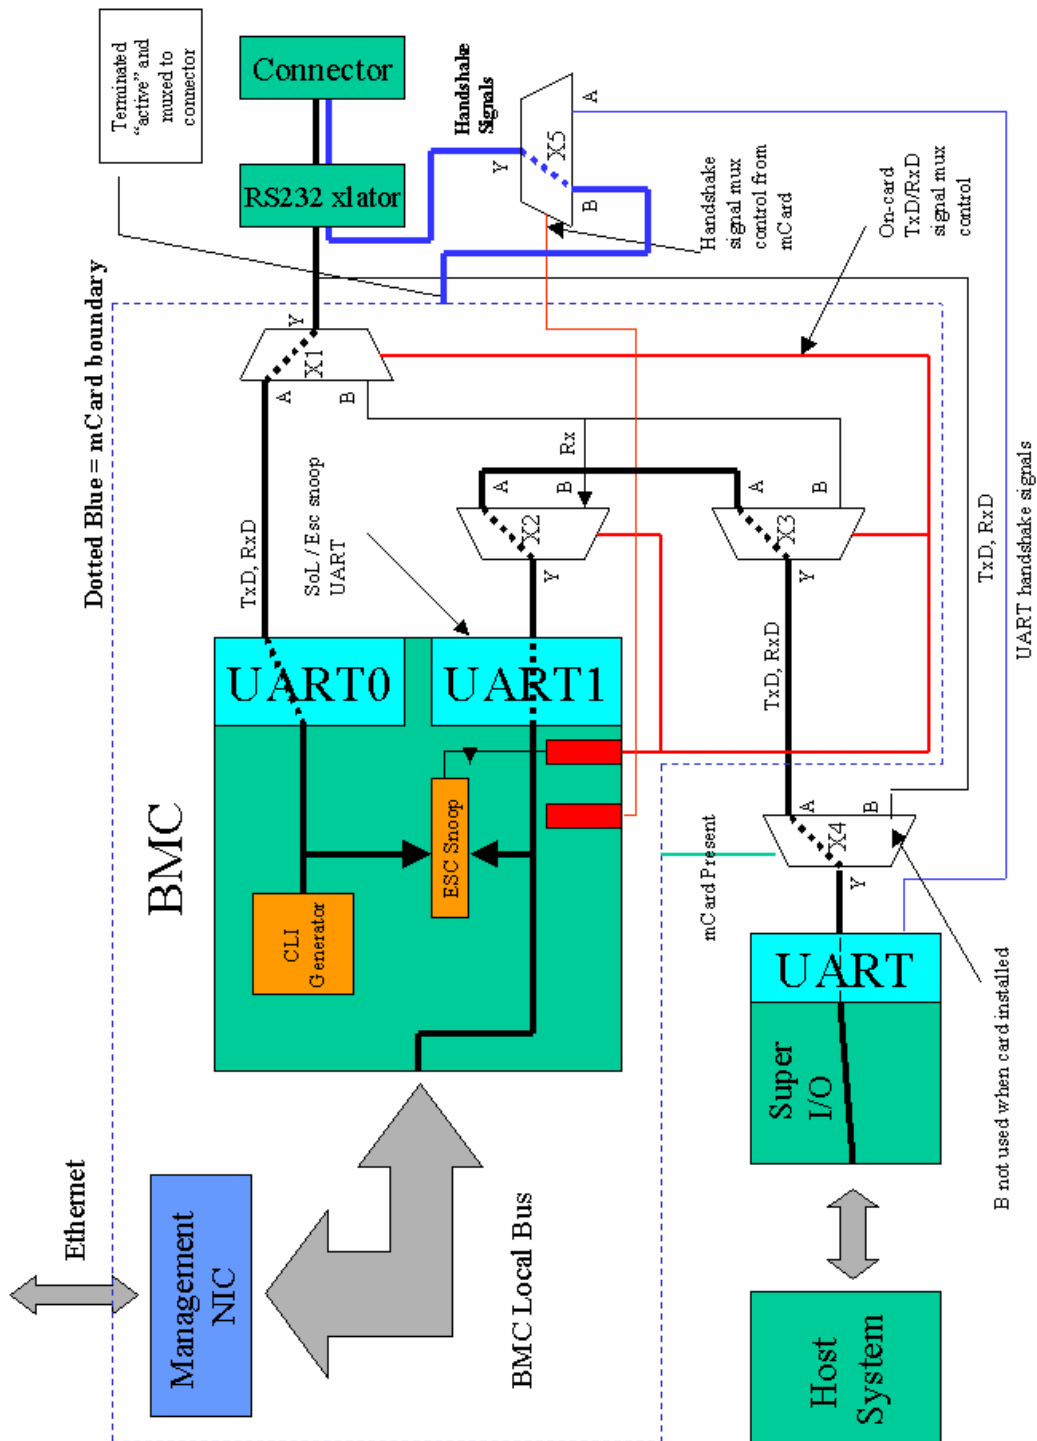 Terminated
“active” and
muxed to
connector
Connector
RS232 xlator
Handshake
Signals
X5
Y
A
B
Handshake
signal mux
control from
mCard
On-card
TxD/RxD
signal mux
control
Dotted Blue = mCard boundary
X1
Y
A
B
Rx
TxD, RxD
SoL / Esc snoop
UART
X2
A
B
Y
X3
A
B
Y
TxD, RxD
TxD, RxD
UART handshake signals
UART0
UART1
BMC
ESC Snoop
CLI
Generator
mCard Present
X4
A
B
Y
UART
Super
I/O
B not used when card installed
Ethernet
Management
NIC
BMC Local Bus
Host
System